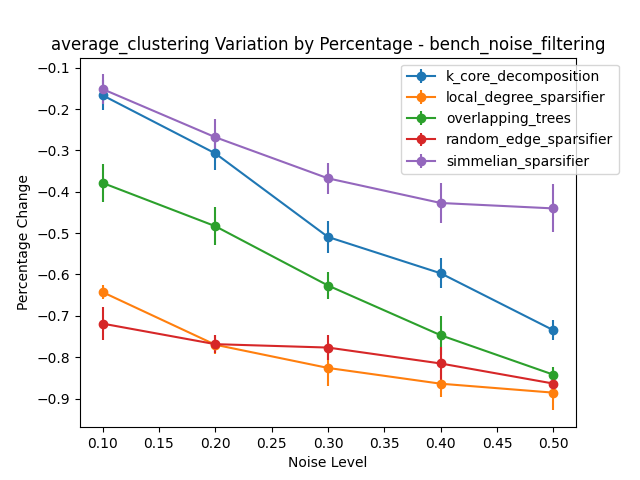 average_clustering Variation by Percentage - bench_noise_filtering
k_core_decomposition
local_degree_sparsifier
overlapping_trees
random_edge_sparsifier
simmelian_sparsifier
Percentage Change
−0.1
−0.2
−0.3
−0.4
−0.5
−0.6
−0.7
−0.8
−0.9
0.10 0.15 0.20 0.25 0.30 0.35 0.40 0.45 0.50
Noise Level